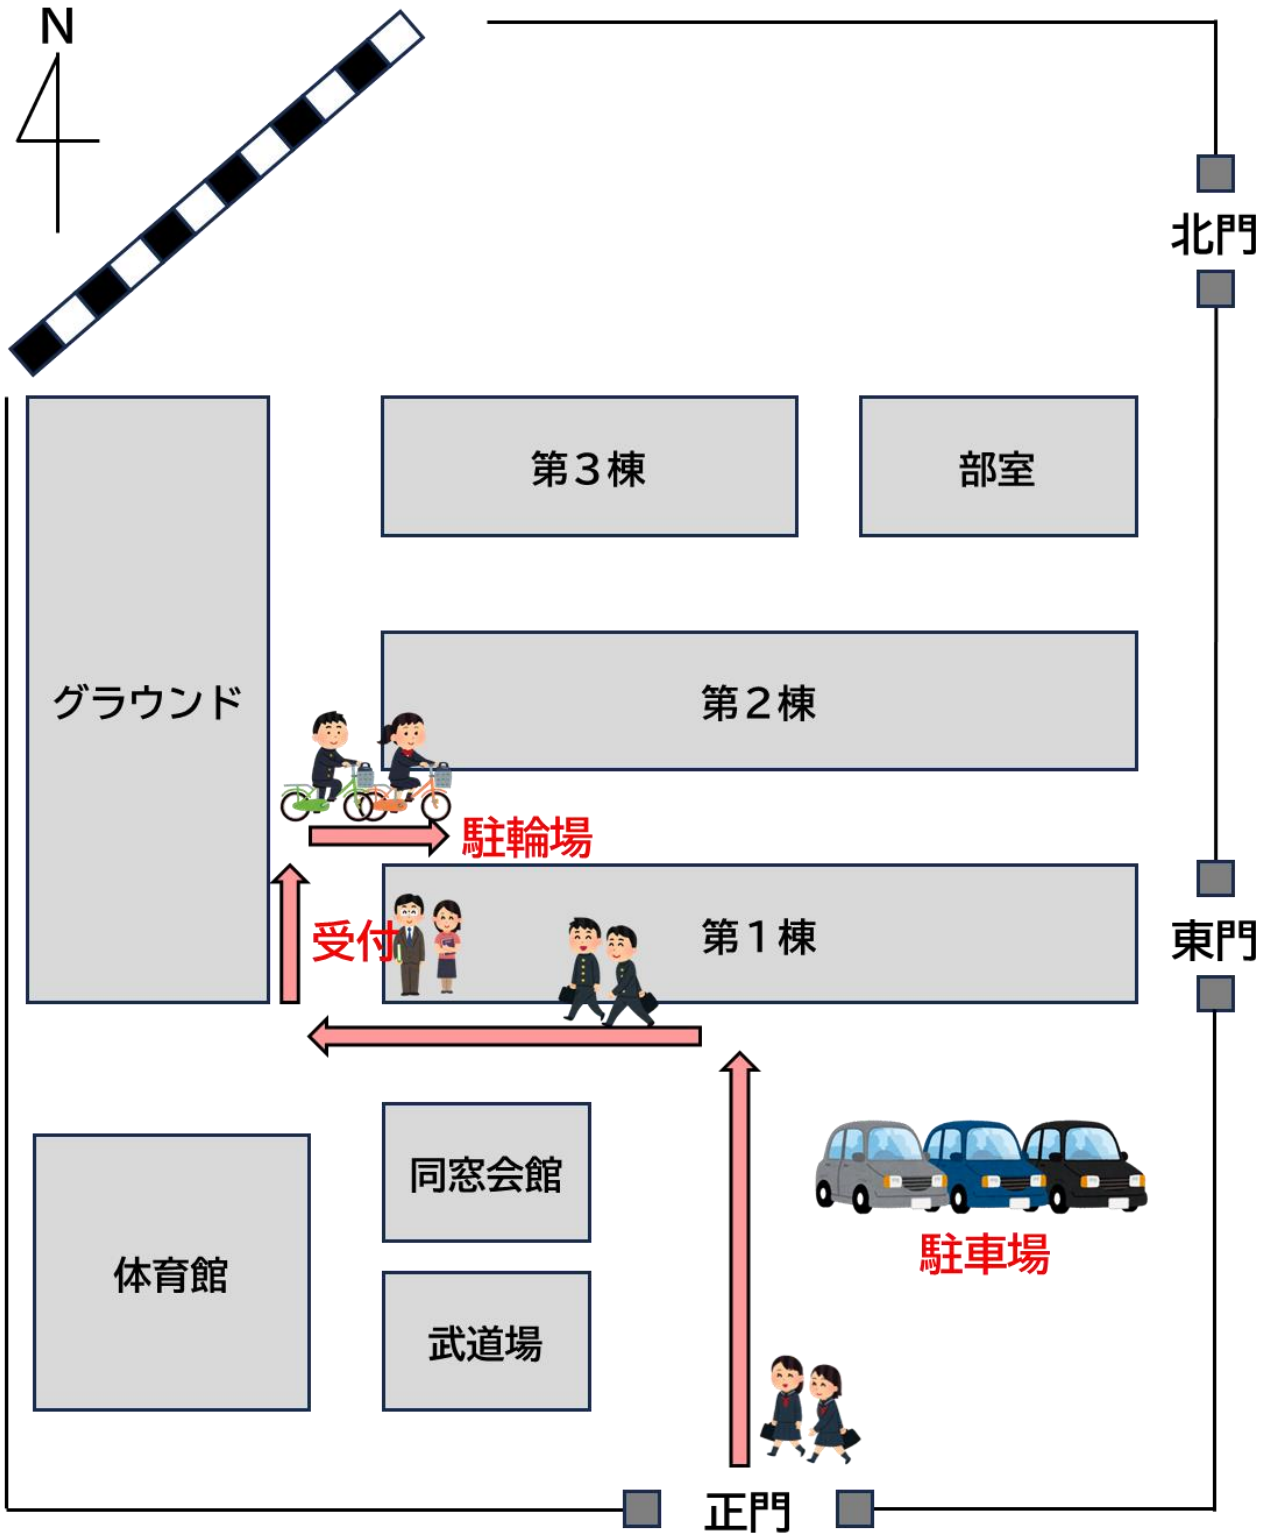 N
北門
第３棟
部室
グラウンド
第２棟
駐輪場
受付
第１棟
東門
同窓会館
体育館
駐車場
武道場
正門